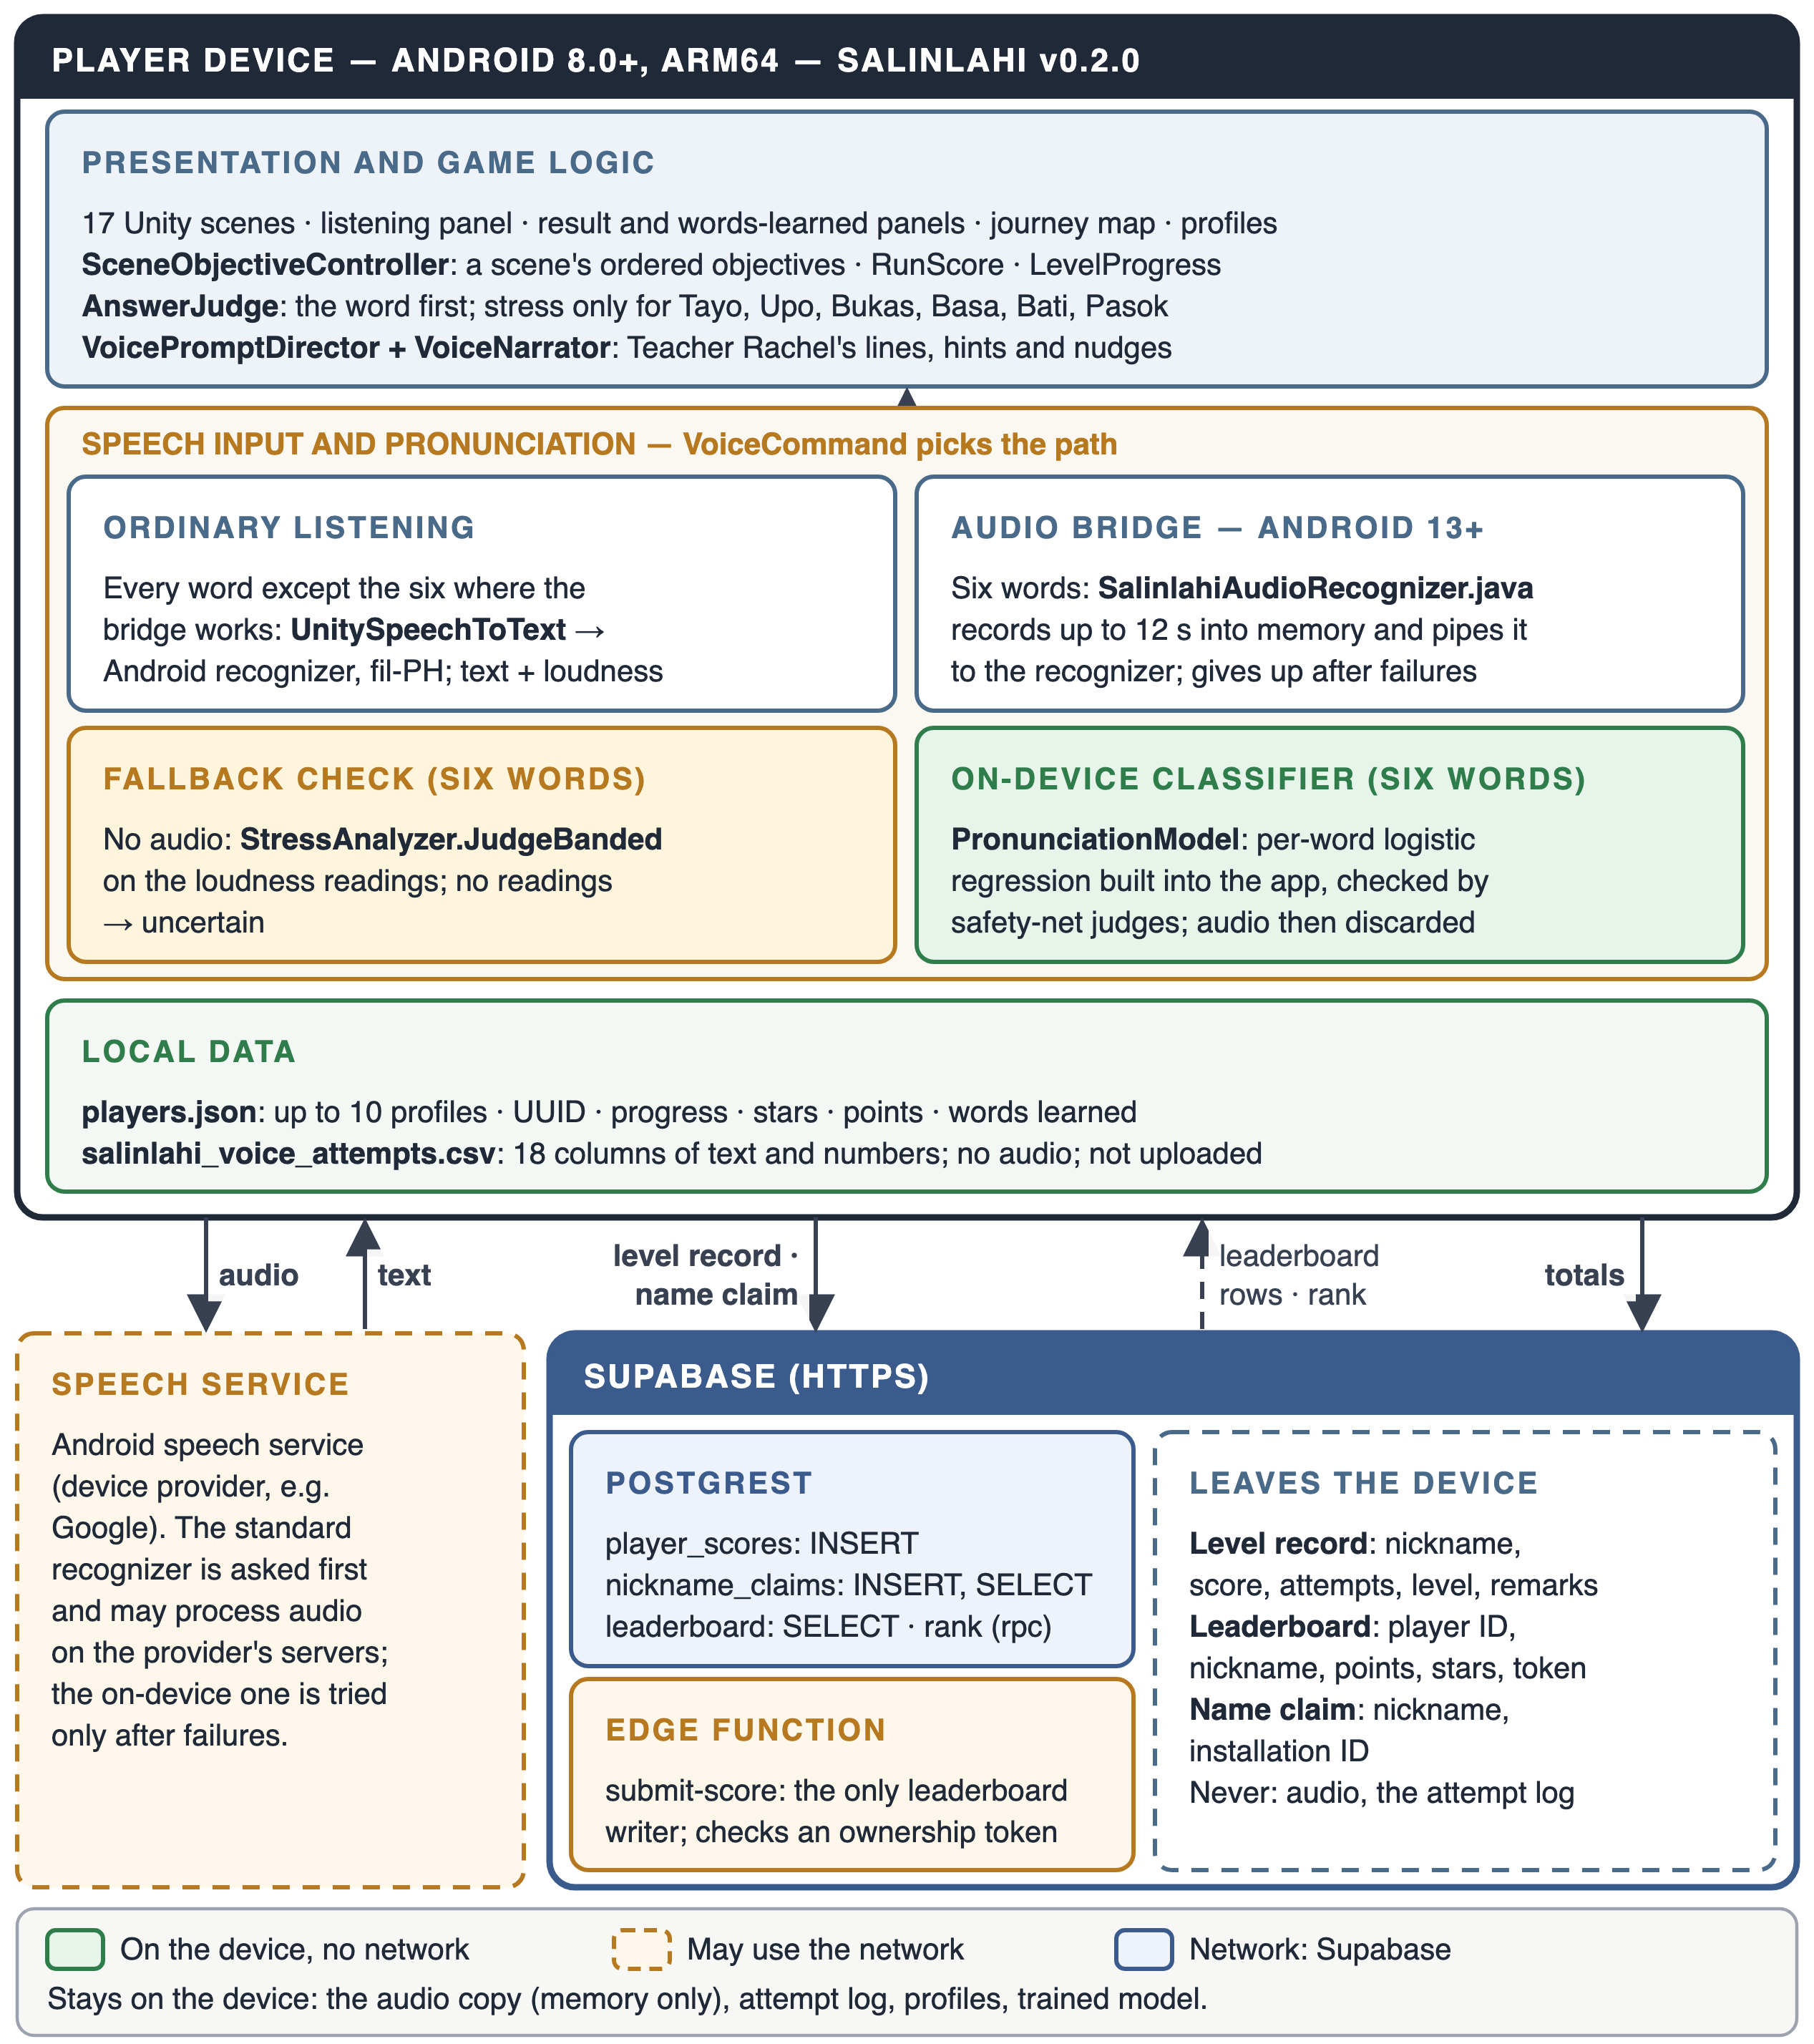 PLAYER DEVICE — ANDROID 8.0+, ARM64 — SALINLAHI v0.2.0
PRESENTATION AND GAME LOGIC
17 Unity scenes · listening panel · result and words-learned panels · journey map · profiles
SceneObjectiveController: a scene's ordered objectives · RunScore · LevelProgress
AnswerJudge: the word first; stress only for Tayo, Upo, Bukas, Basa, Bati, Pasok
VoicePromptDirector + VoiceNarrator: Teacher Rachel's lines, hints and nudges
SPEECH INPUT AND PRONUNCIATION — VoiceCommand picks the path
ORDINARY LISTENING
Every word except the six where the
bridge works: UnitySpeechToText →
Android recognizer, fil-PH; text + loudness
AUDIO BRIDGE — ANDROID 13+
Six words: SalinlahiAudioRecognizer.java
records up to 12 s into memory and pipes it
to the recognizer; gives up after failures
FALLBACK CHECK (SIX WORDS)
No audio: StressAnalyzer.JudgeBanded
on the loudness readings; no readings
→ uncertain
ON-DEVICE CLASSIFIER (SIX WORDS)
PronunciationModel: per-word logistic
regression built into the app, checked by
safety-net judges; audio then discarded
LOCAL DATA
players.json: up to 10 profiles · UUID · progress · stars · points · words learned
salinlahi_voice_attempts.csv: 18 columns of text and numbers; no audio; not uploaded
audio
text
level record ·
name claim
leaderboard
rows · rank
totals
SPEECH SERVICE
Android speech service
(device provider, e.g.
Google). The standard
recognizer is asked first
and may process audio
on the provider's servers;
the on-device one is tried
only after failures.
SUPABASE (HTTPS)
POSTGREST
player_scores: INSERT
nickname_claims: INSERT, SELECT
leaderboard: SELECT · rank (rpc)
EDGE FUNCTION
submit-score: the only leaderboard
writer; checks an ownership token
LEAVES THE DEVICE
Level record: nickname,
score, attempts, level, remarks
Leaderboard: player ID,
nickname, points, stars, token
Name claim: nickname,
installation ID
Never: audio, the attempt log
On the device, no network
May use the network
Network: Supabase
Stays on the device: the audio copy (memory only), attempt log, profiles, trained model.